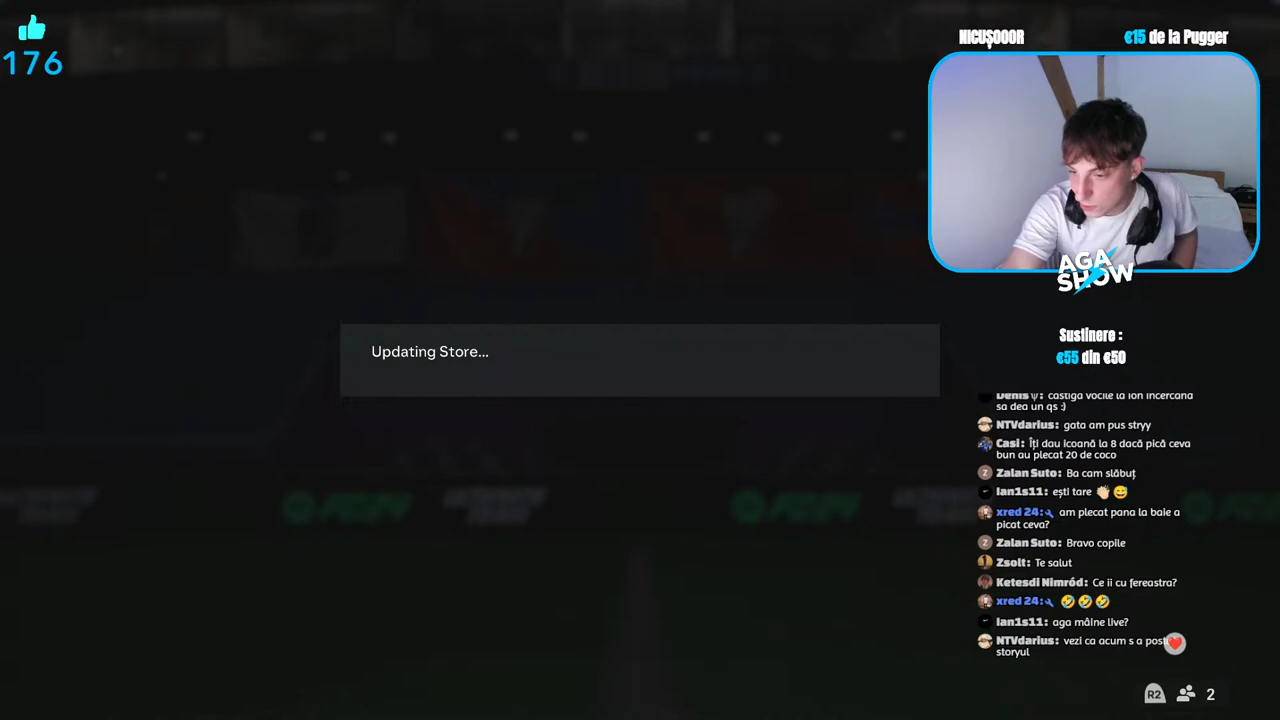 176
NICUȘOOOR
€15 de la Pugger
AGA
SHOW
Updating Store...
Sustinere :
€55 din €50
Denis ψ: castiga vocile la ion incercand
sa dea un qs :)
NTVdarius: gata am pus stryy
Casi: Îți dau icoană la 8 dacă pică ceva
bun au plecat 20 de coco
Zalan Suto: Ba cam slăbuț
Ian1s11: ești tare 👏🏻 😅
xred 24: am plecat pana la baie a
picat ceva?
Zalan Suto: Bravo copile
Zsolt: Te salut
Ketesdi Nimród: Ce ii cu fereastra?
xred 24: 🤣 🤣 🤣
Ian1s11: aga mâine live?
NTVdarius: vezi ca acum s a post
storyul
R2 2